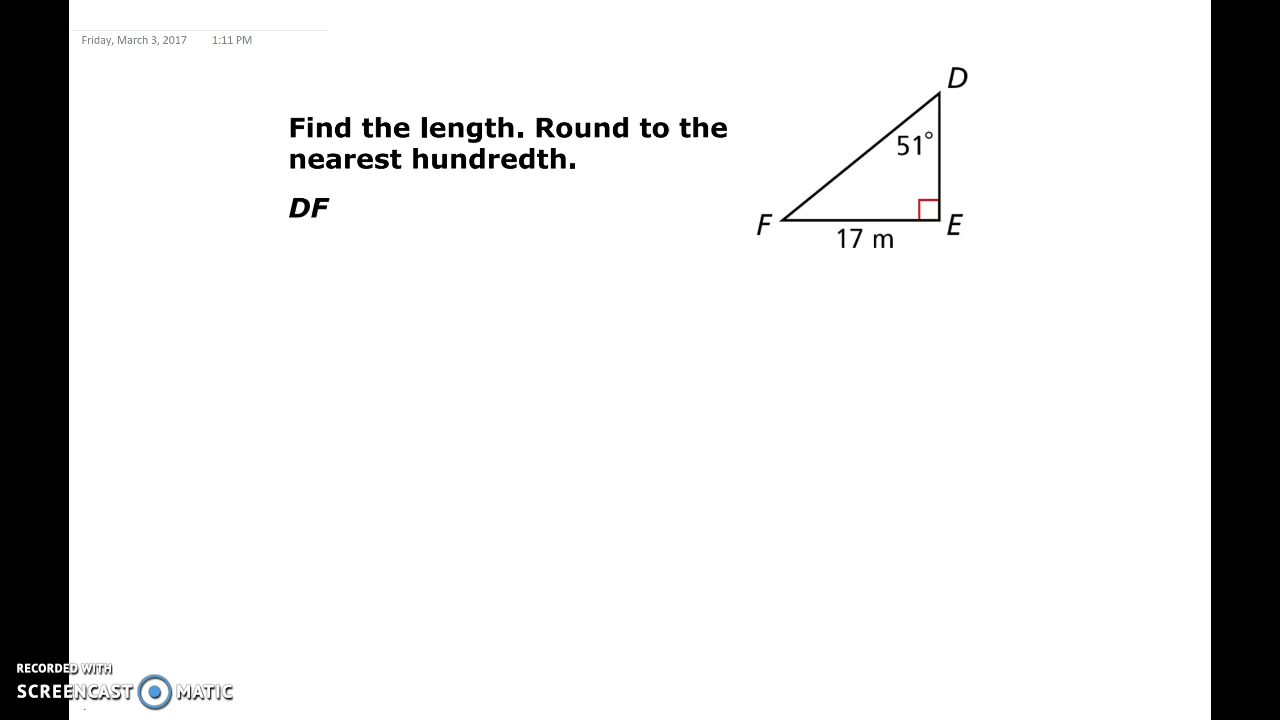 Friday, March 3, 2017 1:11 PM
Find the length. Round to the
nearest hundredth.
DF
D
51°
F
E
17 m
RECORDED WITH
SCREENCAST MATIC